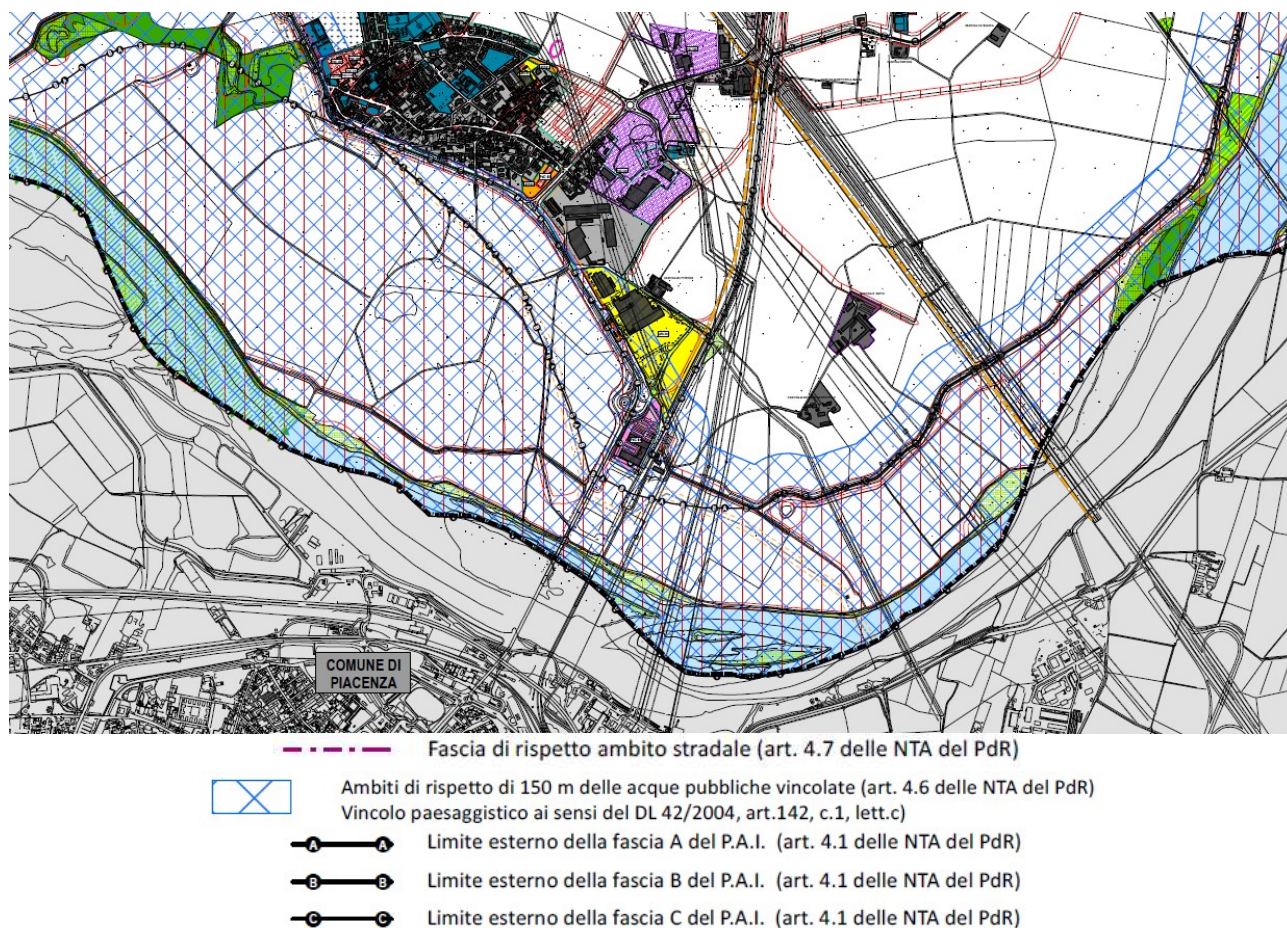 COMUNE DI
PIACENZA
Fascia di rispetto ambito stradale (art. 4.7 delle NTA del PdR)
Ambiti di rispetto di 150 m delle acque pubbliche vincolate (art. 4.6 delle NTA del PdR)
Vincolo paesaggistico ai sensi del DL 42/2004, art.142, c.1, lett.c)
A A Limite esterno della fascia A del P.A.I. (art. 4.1 delle NTA del PdR)
B B Limite esterno della fascia B del P.A.I. (art. 4.1 delle NTA del PdR)
C C Limite esterno della fascia C del P.A.I. (art. 4.1 delle NTA del PdR)